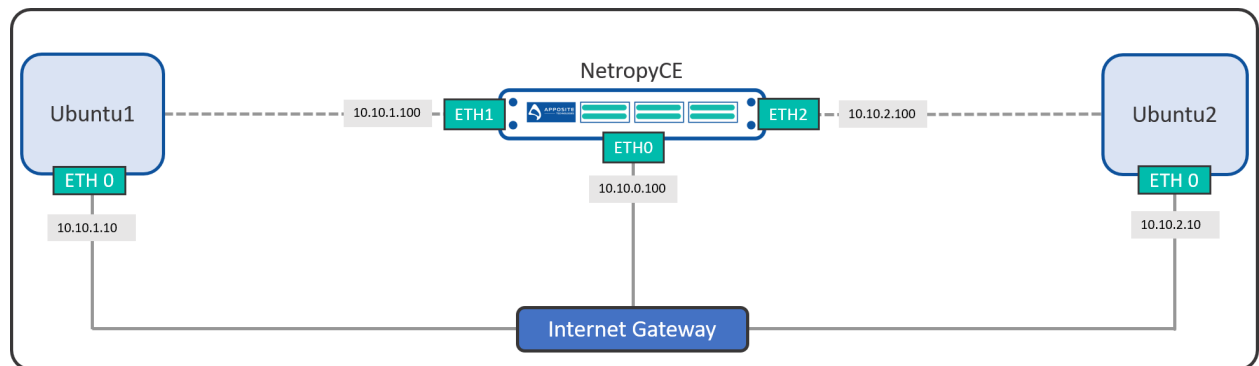 NetropyCE
Ubuntu1
10.10.1.100
ETH1
APPOSITE
ETH2
10.10.2.100
Ubuntu2
ETH0
ETH 0
10.10.0.100
ETH 0
10.10.1.10
10.10.2.10
Internet Gateway